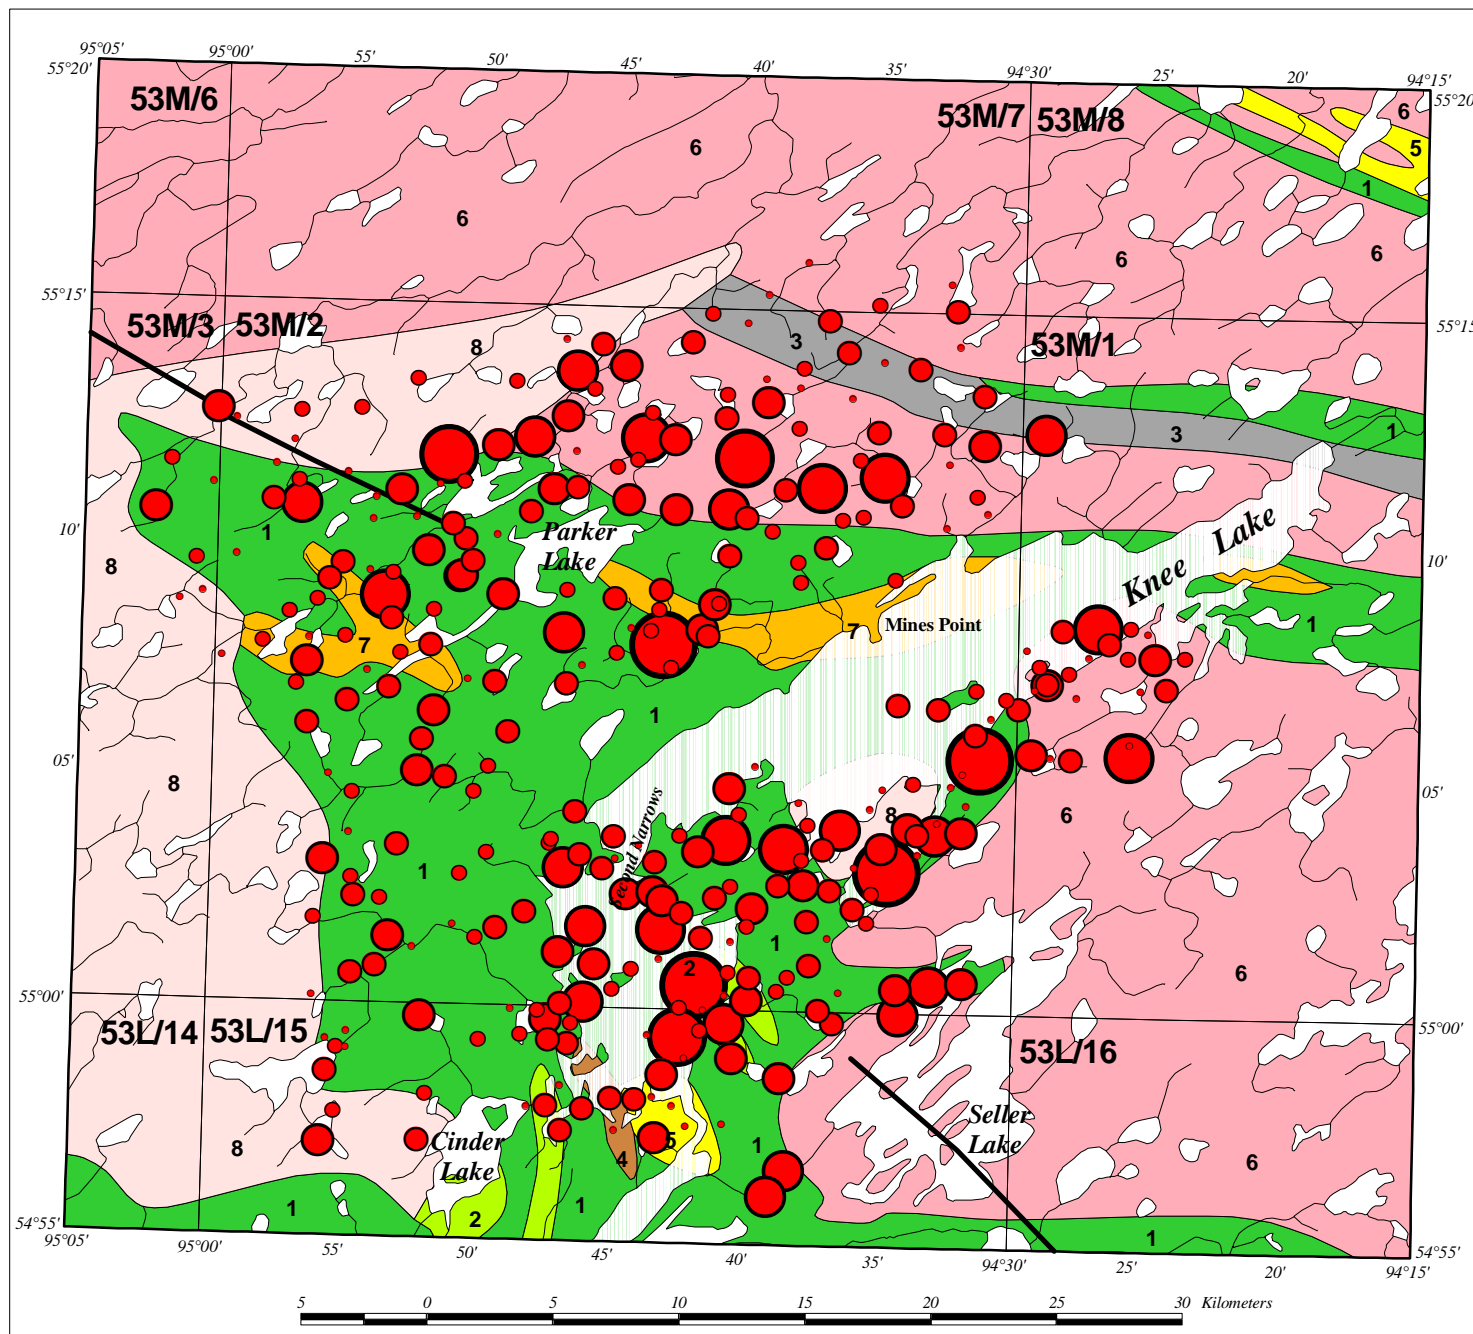 95°05' 95°00' 55' 50' 45' 40' 35' 94°30' 25' 20' 94°15'
55°20' 55°20'
53M/6 53M/7 53M/8 6
6 5
1
6
6 6
55°15' 55°15'
53M/3 53M/2 3 53M/1
8
3 1
10' 1 Parker Knee Lake 10'
Lake
8
7 7 Mines Point 1
1
05' 8 05'
8 6
Second Narrows
1
1
2 6
55°00' 55°00'
53L/14 53L/15 53L/16
Seller
Lake
8 Cinder 5 1
Lake 4 6
1 2 1 1
54°55' 54°55'
95°05' 95°00' 55' 50' 45' 40' 35' 94°30' 25' 20' 94°15'
5 0 5 10 15 20 25 30 Kilometers